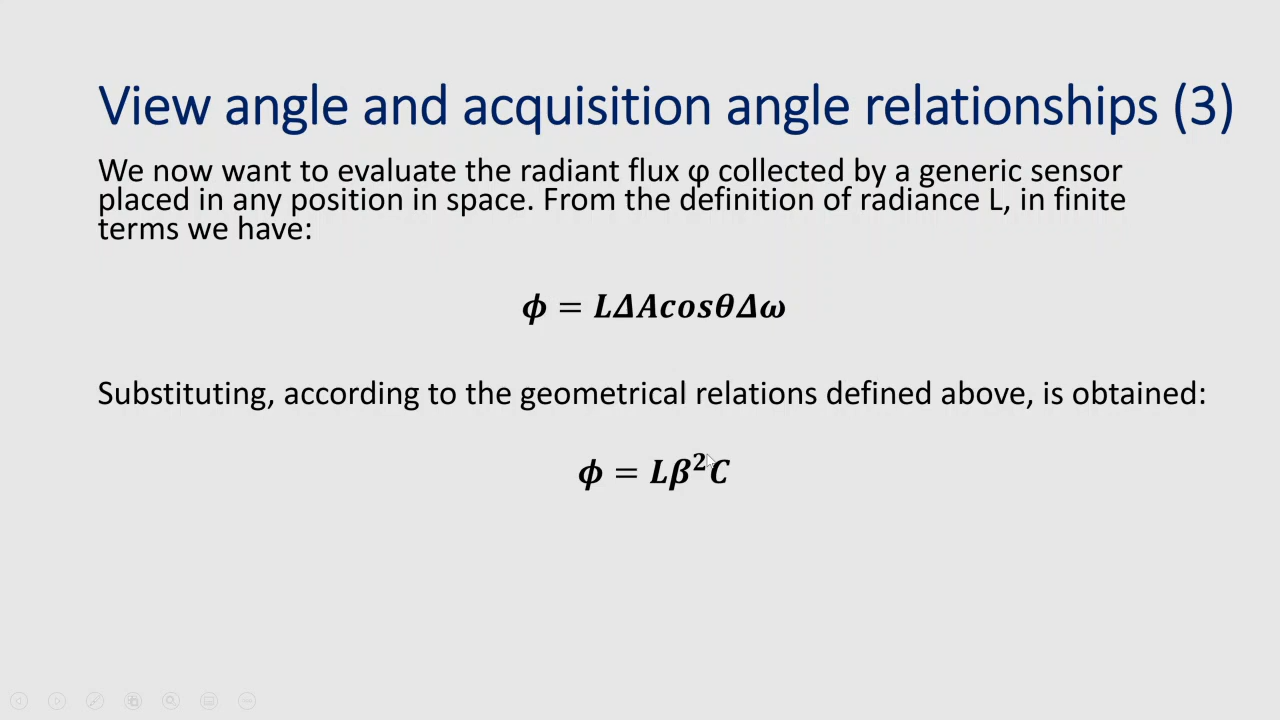 View angle and acquisition angle relationships (3)
We now want to evaluate the radiant flux φ collected by a generic sensor
placed in any position in space. From the definition of radiance L, in finite
terms we have:
ϕ = LΔAcosθΔω
Substituting, according to the geometrical relations defined above, is obtained:
ϕ = Lβ²C